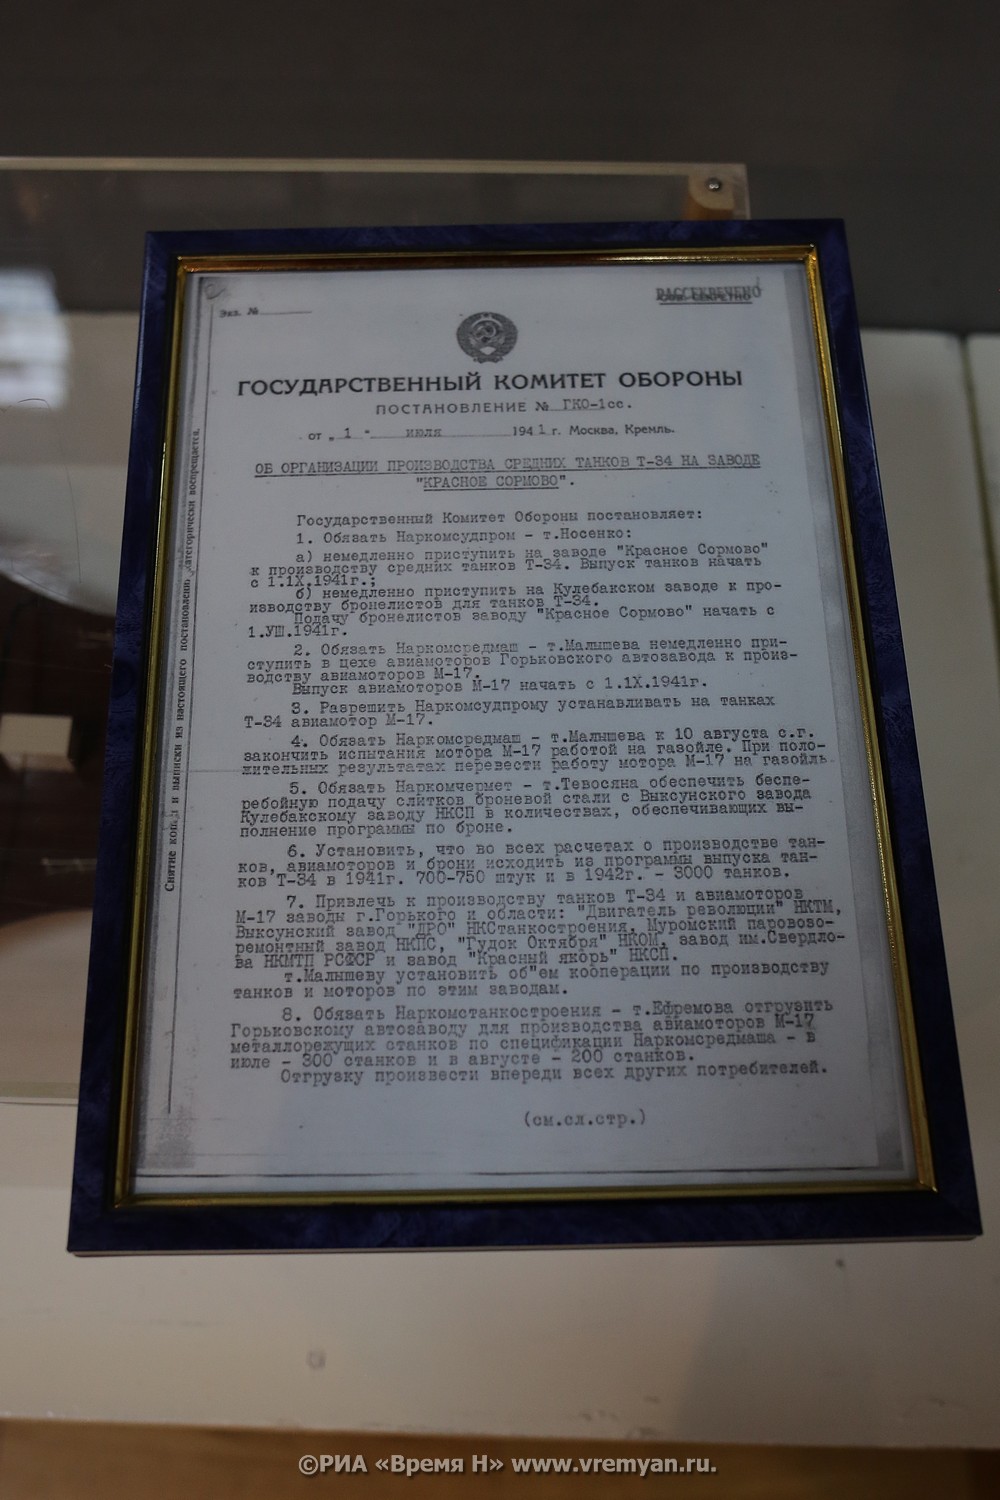 Экз. №
РАССЕКРЕЧЕНО
ГОСУДАРСТВЕННЫЙ КОМИТЕТ ОБОРОНЫ
ПОСТАНОВЛЕНИЕ № ГКО-1сс.
от „ 1 " июля 1941 г. Москва, Кремль.
ОБ ОРГАНИЗАЦИИ ПРОИЗВОДСТВА СРЕДНИХ ТАНКОВ Т-34 НА ЗАВОДЕ
"КРАСНОЕ СОРМОВО".
Государственный Комитет Обороны постановляет:
1. Обязать Наркомсудпром - т.Носенко:
а) немедленно приступить на заводе "Красное Сормово"
к производству средних танков Т-34. Выпуск танков начать
с 1.IX.1941г.;
б) немедленно приступить на Кулебакском заводе к про-
изводству бронелистов для танков Т-34.
Подачу бронелистов заводу "Красное Сормово" начать с
1.УШ.1941г.
2. Обязать Наркомсредмаш - т.Малышева немедленно при-
ступить в цехе авиамоторов Горьковского автозавода к произ-
водству авиамоторов М-17.
Выпуск авиамоторов М-17 начать с 1.IX.1941г.
3. Разрешить Наркомсудпрому устанавливать на танках
Т-34 авиамотор М-17.
4. Обязать Наркомсредмаш - т.Малышева к 10 августа с.г.
закончить испытания мотора М-17 работой на газойле. При поло-
жительных результатах перевести работу мотора М-17 на газойль.
5. Обязать Наркомчермет - т.Тевосяна обеспечить беспе-
ребойную подачу слитков броневой стали с Выксунского завода
Кулебакскому заводу НКСП в количествах, обеспечивающих вы-
полнение программы по броне.
6. Установить, что во всех расчетах о производстве тан-
ков, авиамоторов и брони исходить из программы выпуска тан-
ков Т-34 в 1941г. 700-750 штук и в 1942г. - 3000 танков.
7. Привлечь к производству танков Т-34 и авиамоторов
М-17 заводы г.Горького и области: "Двигатель революции" НКТМ,
Выксунский завод "ДРО" НКСтанкостроения, Муромский паровозо-
ремонтный завод НКПС, "Гудок Октября" НКОМ, завод им.Свердло-
ва НКМТП РСФСР и завод "Красный якорь" НКСП.
т.Малышеву установить об"ем кооперации по производству
танков и моторов по этим заводам.
8. Обязать Наркомстанкостроения - т.Ефремова отгрузить
Горьковскому автозаводу для производства авиамоторов М-17
металлорежущих станков по спецификации Наркомсредмаша - в
июле - 300 станков и в августе - 200 станков.
Отгрузку произвести впереди всех других потребителей.
(см.сл.стр.)
Снятие копий и выписки из настоящего постановления категорически воспрещается.
©РИА «Время Н» www.vremyan.ru.